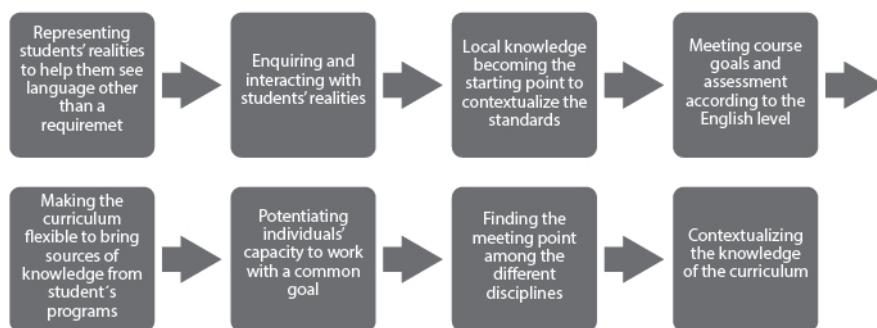 Representing
students' realities
to help them see
language other
than a
requiremet
Enquiring and
interacting with
students' realities
Local knowledge
becoming the
starting point to
contextualize the
standards
Meeting course
goals and
assessment
according to the
English level
Making the
curriculum
flexible to bring
sources of
knowledge from
student´s
programs
Potentiating
individuals'
capacity to work
with a common
goal
Finding the
meeting point
among the
different
disciplines
Contextualizing
the knowledge
of the curriculum